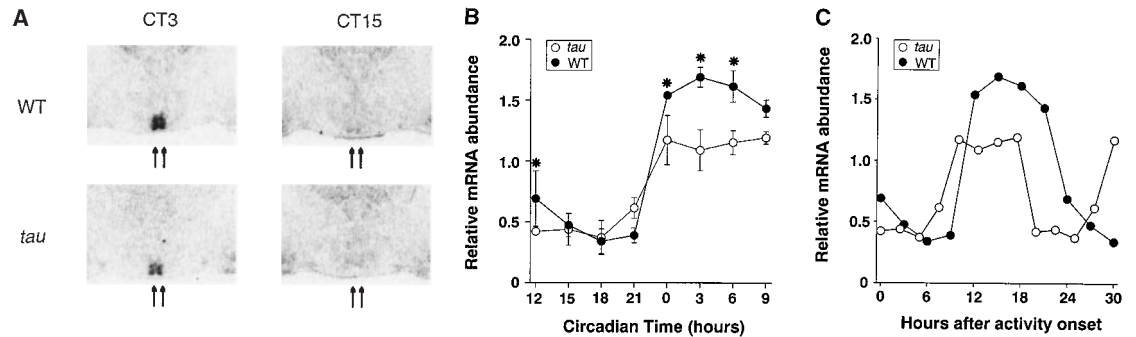 A
CT3
CT15
WT
tau
B
Relative mRNA abundance
2.0
1.5
1.0
0.5
0
tau
WT
*
*
*
*
12 15 18 21 0 3 6 9
Circadian Time (hours)
C
Relative mRNA abundance
2.0
1.5
1.0
0.5
0
tau
WT
0 6 12 18 24 30
Hours after activity onset